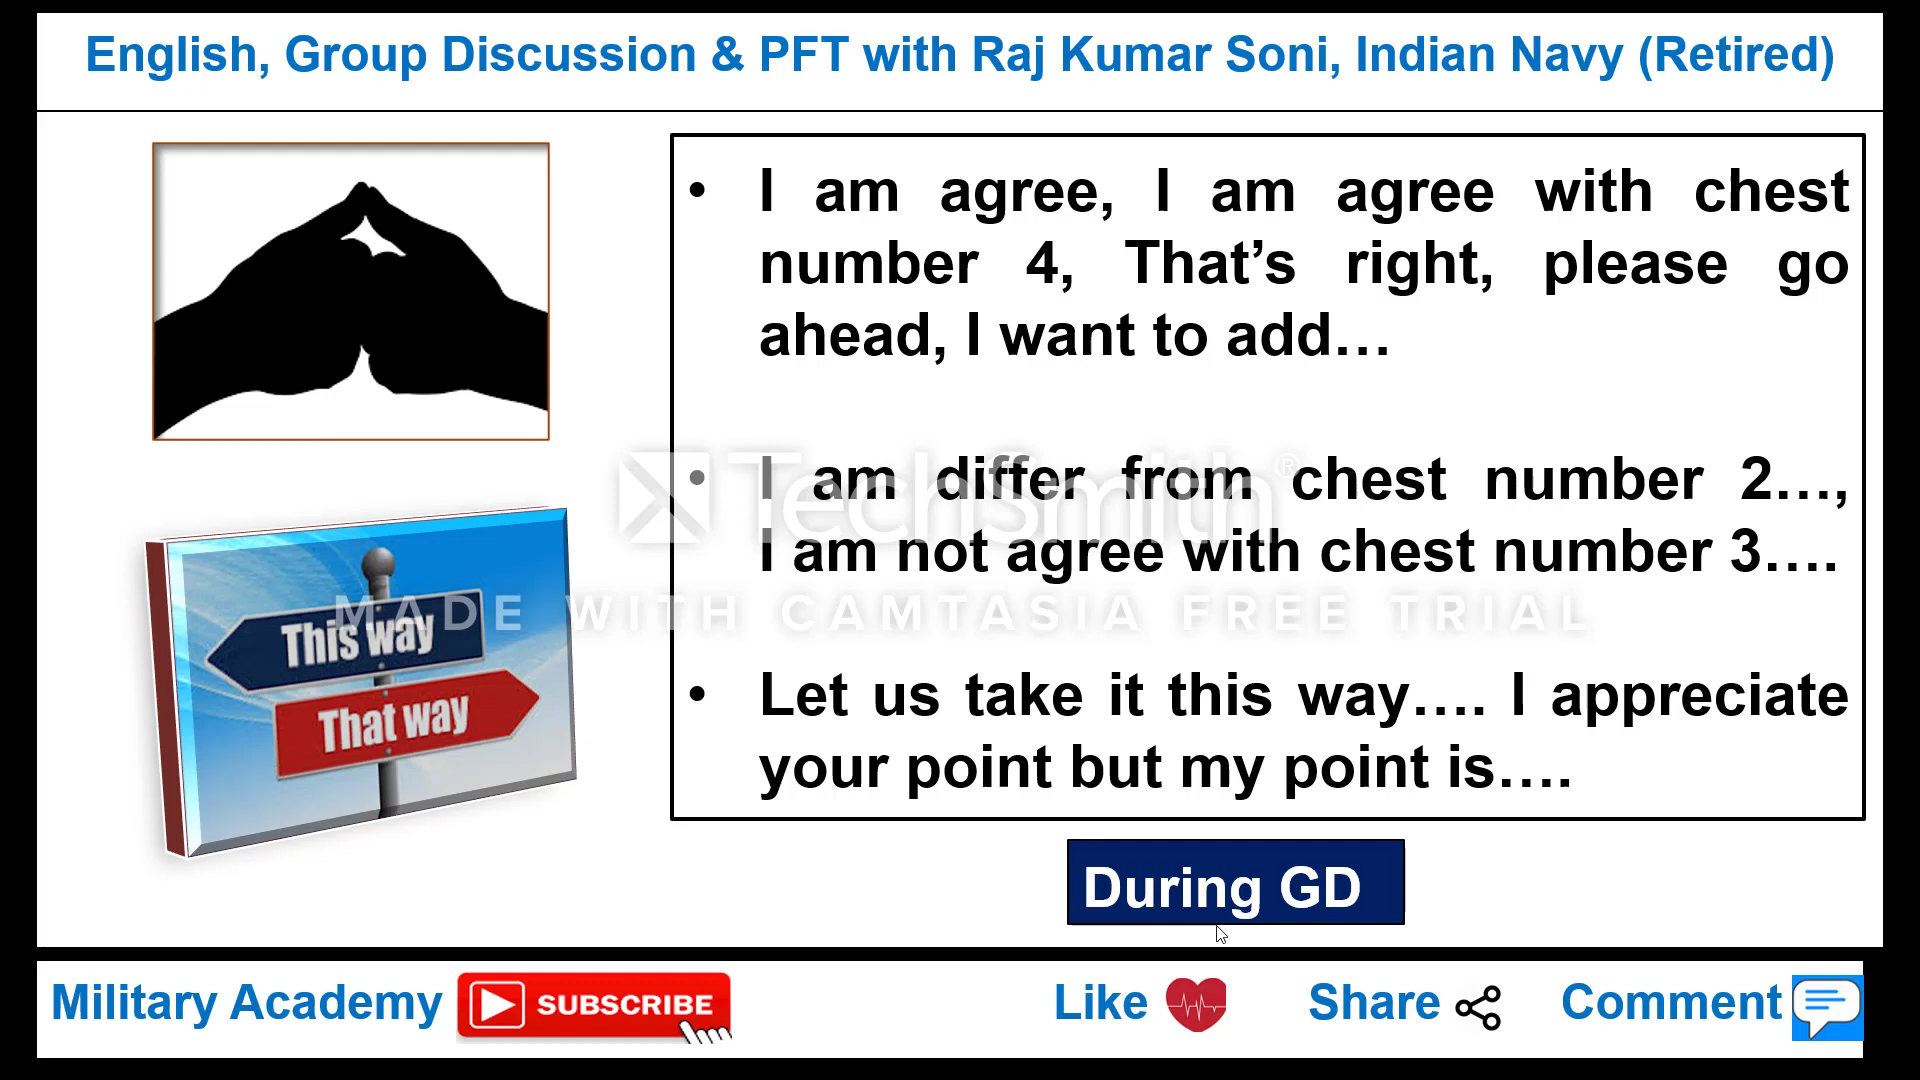 English, Group Discussion & PFT with Raj Kumar Soni, Indian Navy (Retired)
• I am agree, I am agree with chest
number 4, That’s right, please go
ahead, I want to add…
• I am differ from chest number 2…,
I am not agree with chest number 3….
TechSmith®
MADE WITH CAMTASIA FREE TRIAL
This way
That way
• Let us take it this way…. I appreciate
your point but my point is….
During GD
Military Academy SUBSCRIBE Like Share Comment